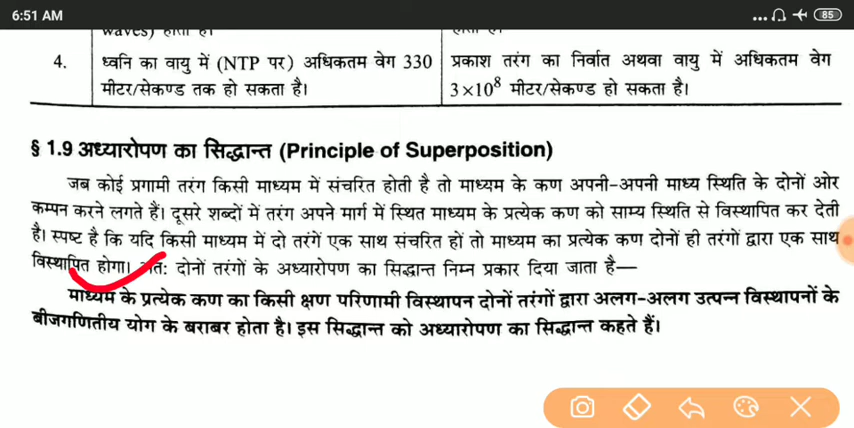 6:51 AM
85
waves) होता है।
होता है।
4. ध्वनि का वायु में (NTP पर) अधिकतम वेग 330 प्रकाश तरंग का निर्वात अथवा वायु में अधिकतम वेग
मीटर/सेकण्ड तक हो सकता है। 3×10⁸ मीटर/सेकण्ड हो सकता है।
§ 1.9 अध्यारोपण का सिद्धान्त (Principle of Superposition)
जब कोई प्रगामी तरंग किसी माध्यम में संचरित होती है तो माध्यम के कण अपनी-अपनी माध्य स्थिति के दोनों ओर
कम्पन करने लगते हैं। दूसरे शब्दों में तरंग अपने मार्ग में स्थित माध्यम के प्रत्येक कण को साम्य स्थिति से विस्थापित कर देती
है। स्पष्ट है कि यदि किसी माध्यम में दो तरंगें एक साथ संचरित हों तो माध्यम का प्रत्येक कण दोनों ही तरंगों द्वारा एक साथ
विस्थापित होगा। अत: दोनों तरंगों के अध्यारोपण का सिद्धान्त निम्न प्रकार दिया जाता है—
माध्यम के प्रत्येक कण का किसी क्षण परिणामी विस्थापन दोनों तरंगों द्वारा अलग-अलग उत्पन्न विस्थापनों के
बीजगणितीय योग के बराबर होता है। इस सिद्धान्त को अध्यारोपण का सिद्धान्त कहते हैं।